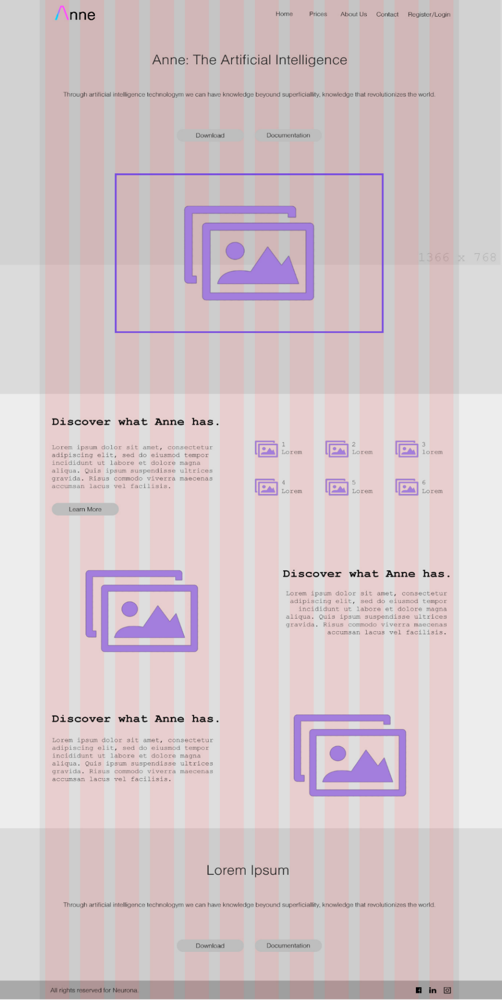 Anne
Home Prices About Us Contact Register/Login
Anne: The Artificial Intelligence
Through artificial intelligence technologym we can have knowledge beyound superficiallity, knowledge that revolutionizes the world.
Download Documentation
1366 x 768
Discover what Anne has.
Lorem ipsum dolor sit amet, consectetur
adipiscing elit, sed do eiusmod tempor
incididunt ut labore et dolore magna
aliqua. Quis ipsum suspendisse ultrices
gravida. Risus commodo viverra maecenas
accumsan lacus vel facilisis.
Learn More
1
Lorem
2
Lorem
3
lorem
4
Lorem
5
Lorem
6
Lorem
Discover what Anne has.
Lorem ipsum dolor sit amet, consectetur
adipiscing elit, sed do eiusmod tempor
incididunt ut labore et dolore magna
aliqua. Quis ipsum suspendisse ultrices
gravida. Risus commodo viverra maecenas
accumsan lacus vel facilisis.
Discover what Anne has.
Lorem ipsum dolor sit amet, consectetur
adipiscing elit, sed do eiusmod tempor
incididunt ut labore et dolore magna
aliqua. Quis ipsum suspendisse ultrices
gravida. Risus commodo viverra maecenas
accumsan lacus vel facilisis.
Lorem Ipsum
Through artificial intelligence technologym we can have knowledge beyound superficiallity, knowledge that revolutionizes the world.
Download Documentation
All rights reserved for Neurona.